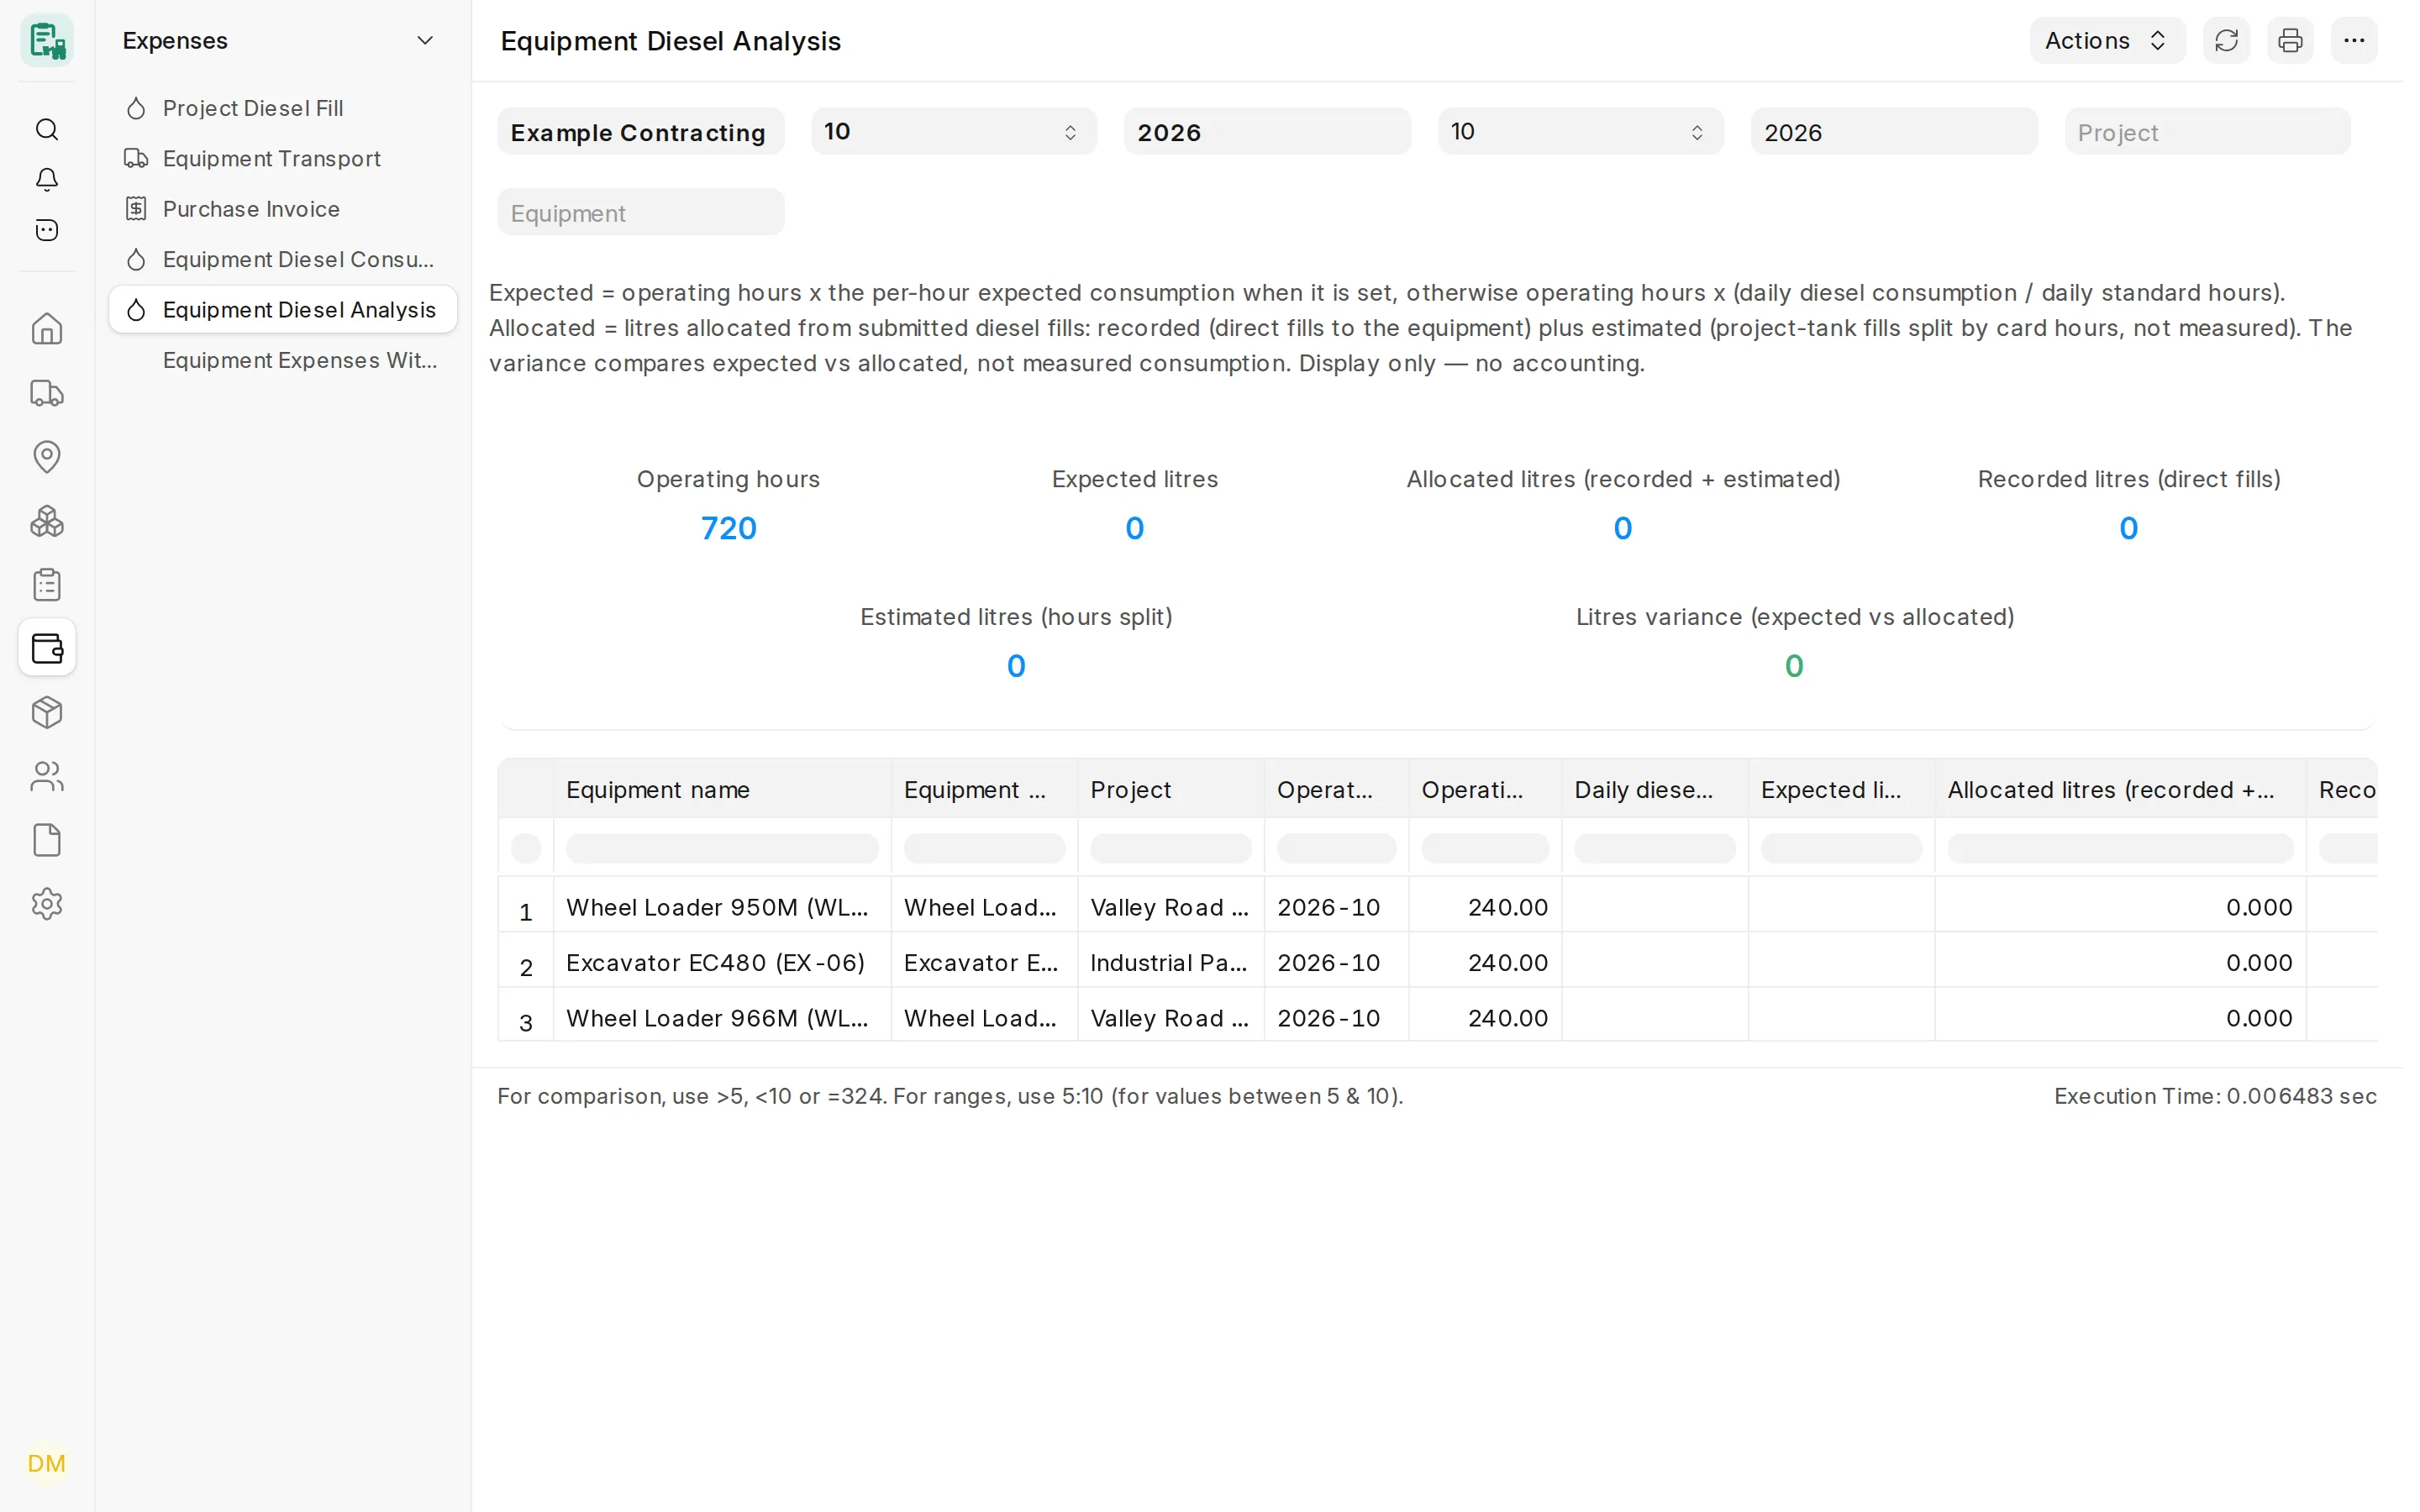 Expenses
Project Diesel Fill
Equipment Transport
Purchase Invoice
Equipment Diesel Consu...
Equipment Diesel Analysis
Equipment Expenses Wit...
DM
Equipment Diesel Analysis
Actions
Example Contracting 10 2026 10 2026 Project
Equipment
Expected = operating hours x the per-hour expected consumption when it is set, otherwise operating hours x (daily diesel consumption / daily standard hours).
Allocated = litres allocated from submitted diesel fills: recorded (direct fills to the equipment) plus estimated (project-tank fills split by card hours, not measured). The
variance compares expected vs allocated, not measured consumption. Display only — no accounting.
Operating hours Expected litres Allocated litres (recorded + estimated) Recorded litres (direct fills)
720 0 0 0
Estimated litres (hours split) Litres variance (expected vs allocated)
0 0
Equipment name Equipment ... Project Operat... Operati... Daily diese... Expected li... Allocated litres (recorded +... Reco
1 Wheel Loader 950M (WL... Wheel Load... Valley Road ... 2026-10 240.00 0.000
2 Excavator EC480 (EX-06) Excavator E... Industrial Pa... 2026-10 240.00 0.000
3 Wheel Loader 966M (WL... Wheel Load... Valley Road ... 2026-10 240.00 0.000
For comparison, use >5, <10 or =324. For ranges, use 5:10 (for values between 5 & 10). Execution Time: 0.006483 sec